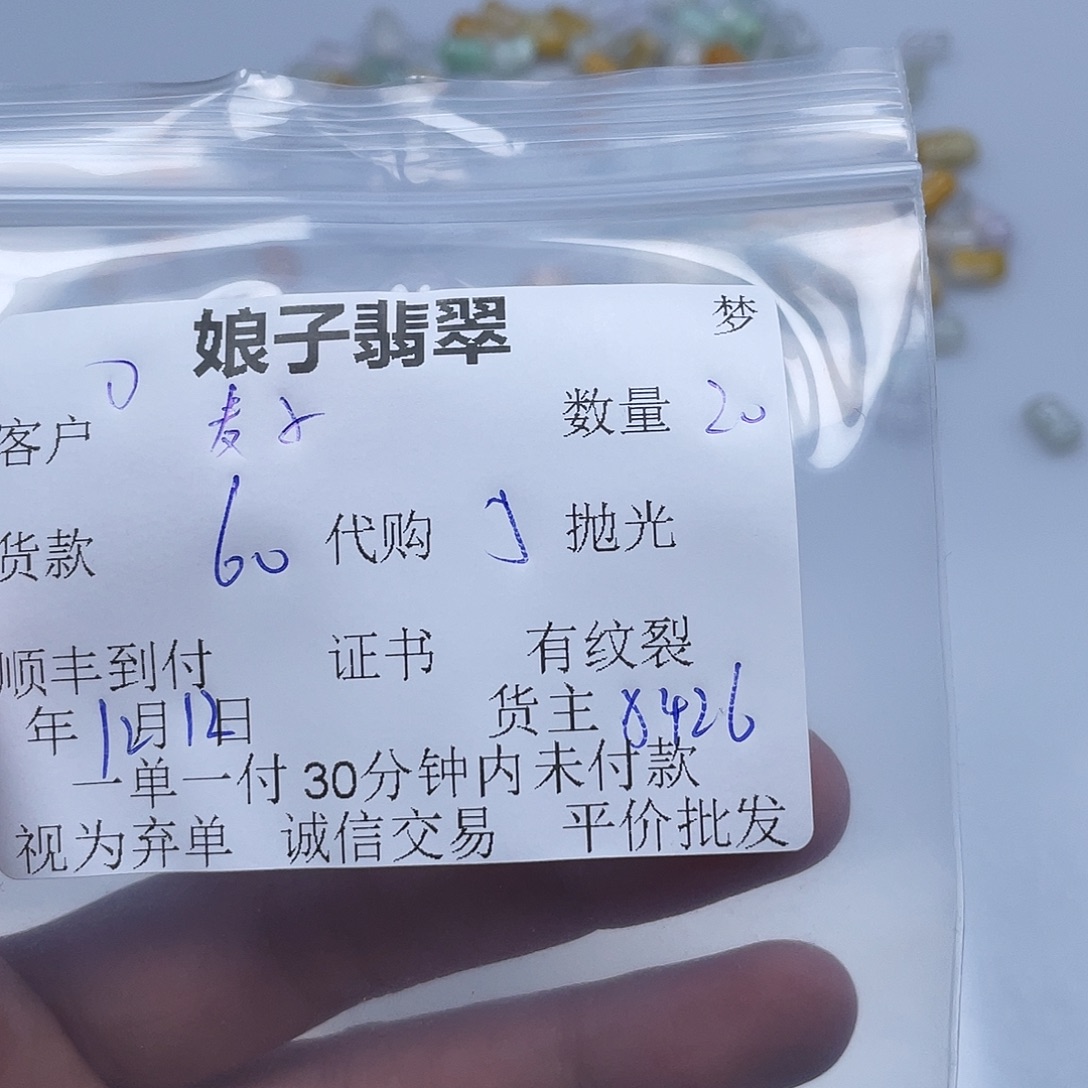 娘子翡翠 梦
客户 麦子 数量 20
货款 60 代购 抛光
顺丰到付 证书 有纹裂
年12月12日 货主 8426
一单一付 30分钟内未付款
视为弃单 诚信交易 平价批发